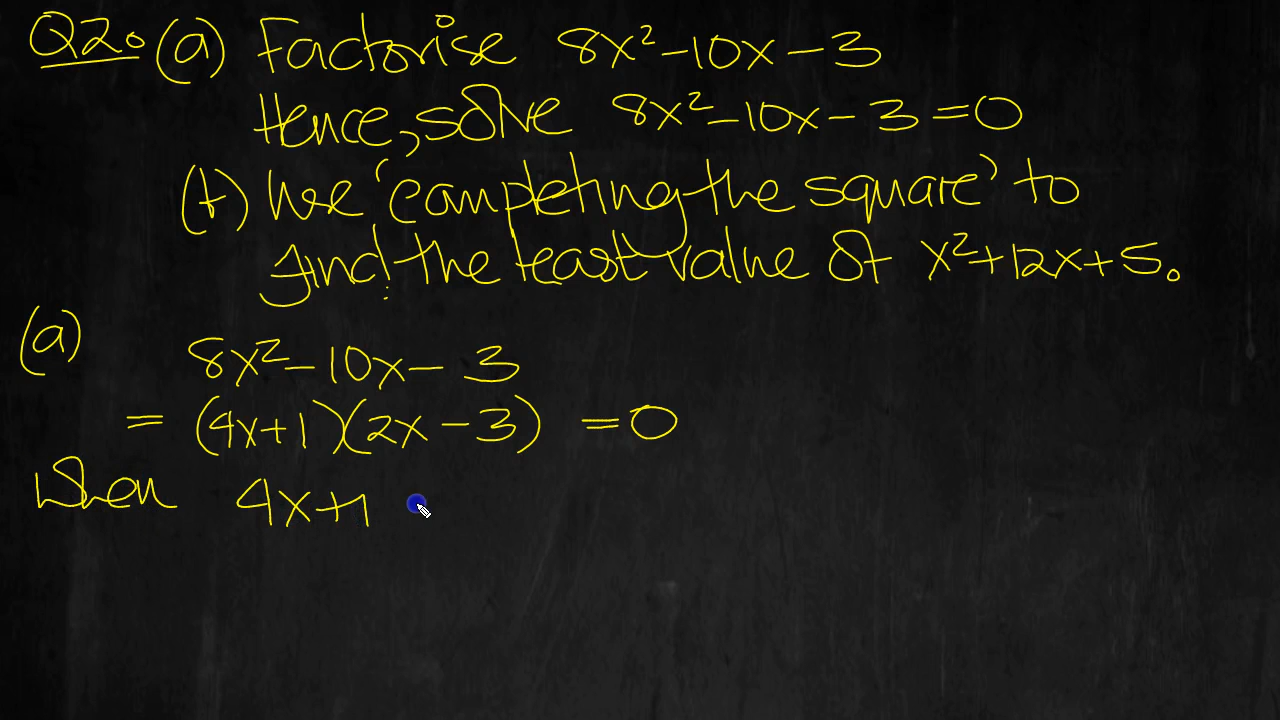 Q20 (a) Factorise 8x² - 10x - 3
Hence, solve 8x² - 10x - 3 = 0
(b) Use 'completing the square' to
find the least value of x² + 12x + 5.
(a)
8x² - 10x - 3
= (4x+1)(2x - 3) = 0
When 4x+1